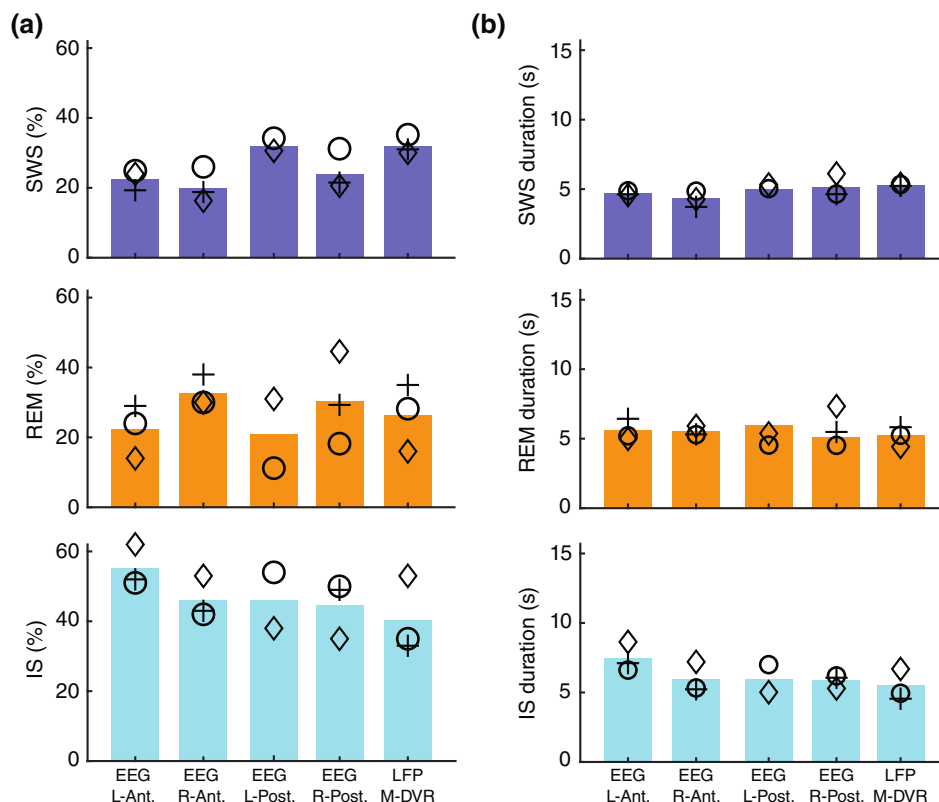 (a)
60
40
20
0
SWS (%)
60
40
20
0
REM (%)
60
40
20
0
IS (%)
EEG L-Ant.
EEG R-Ant.
EEG L-Post.
EEG R-Post.
LFP M-DVR
(b)
15
10
5
0
SWS duration (s)
15
10
5
0
REM duration (s)
15
10
5
0
IS duration (s)
EEG L-Ant.
EEG R-Ant.
EEG L-Post.
EEG R-Post.
LFP M-DVR